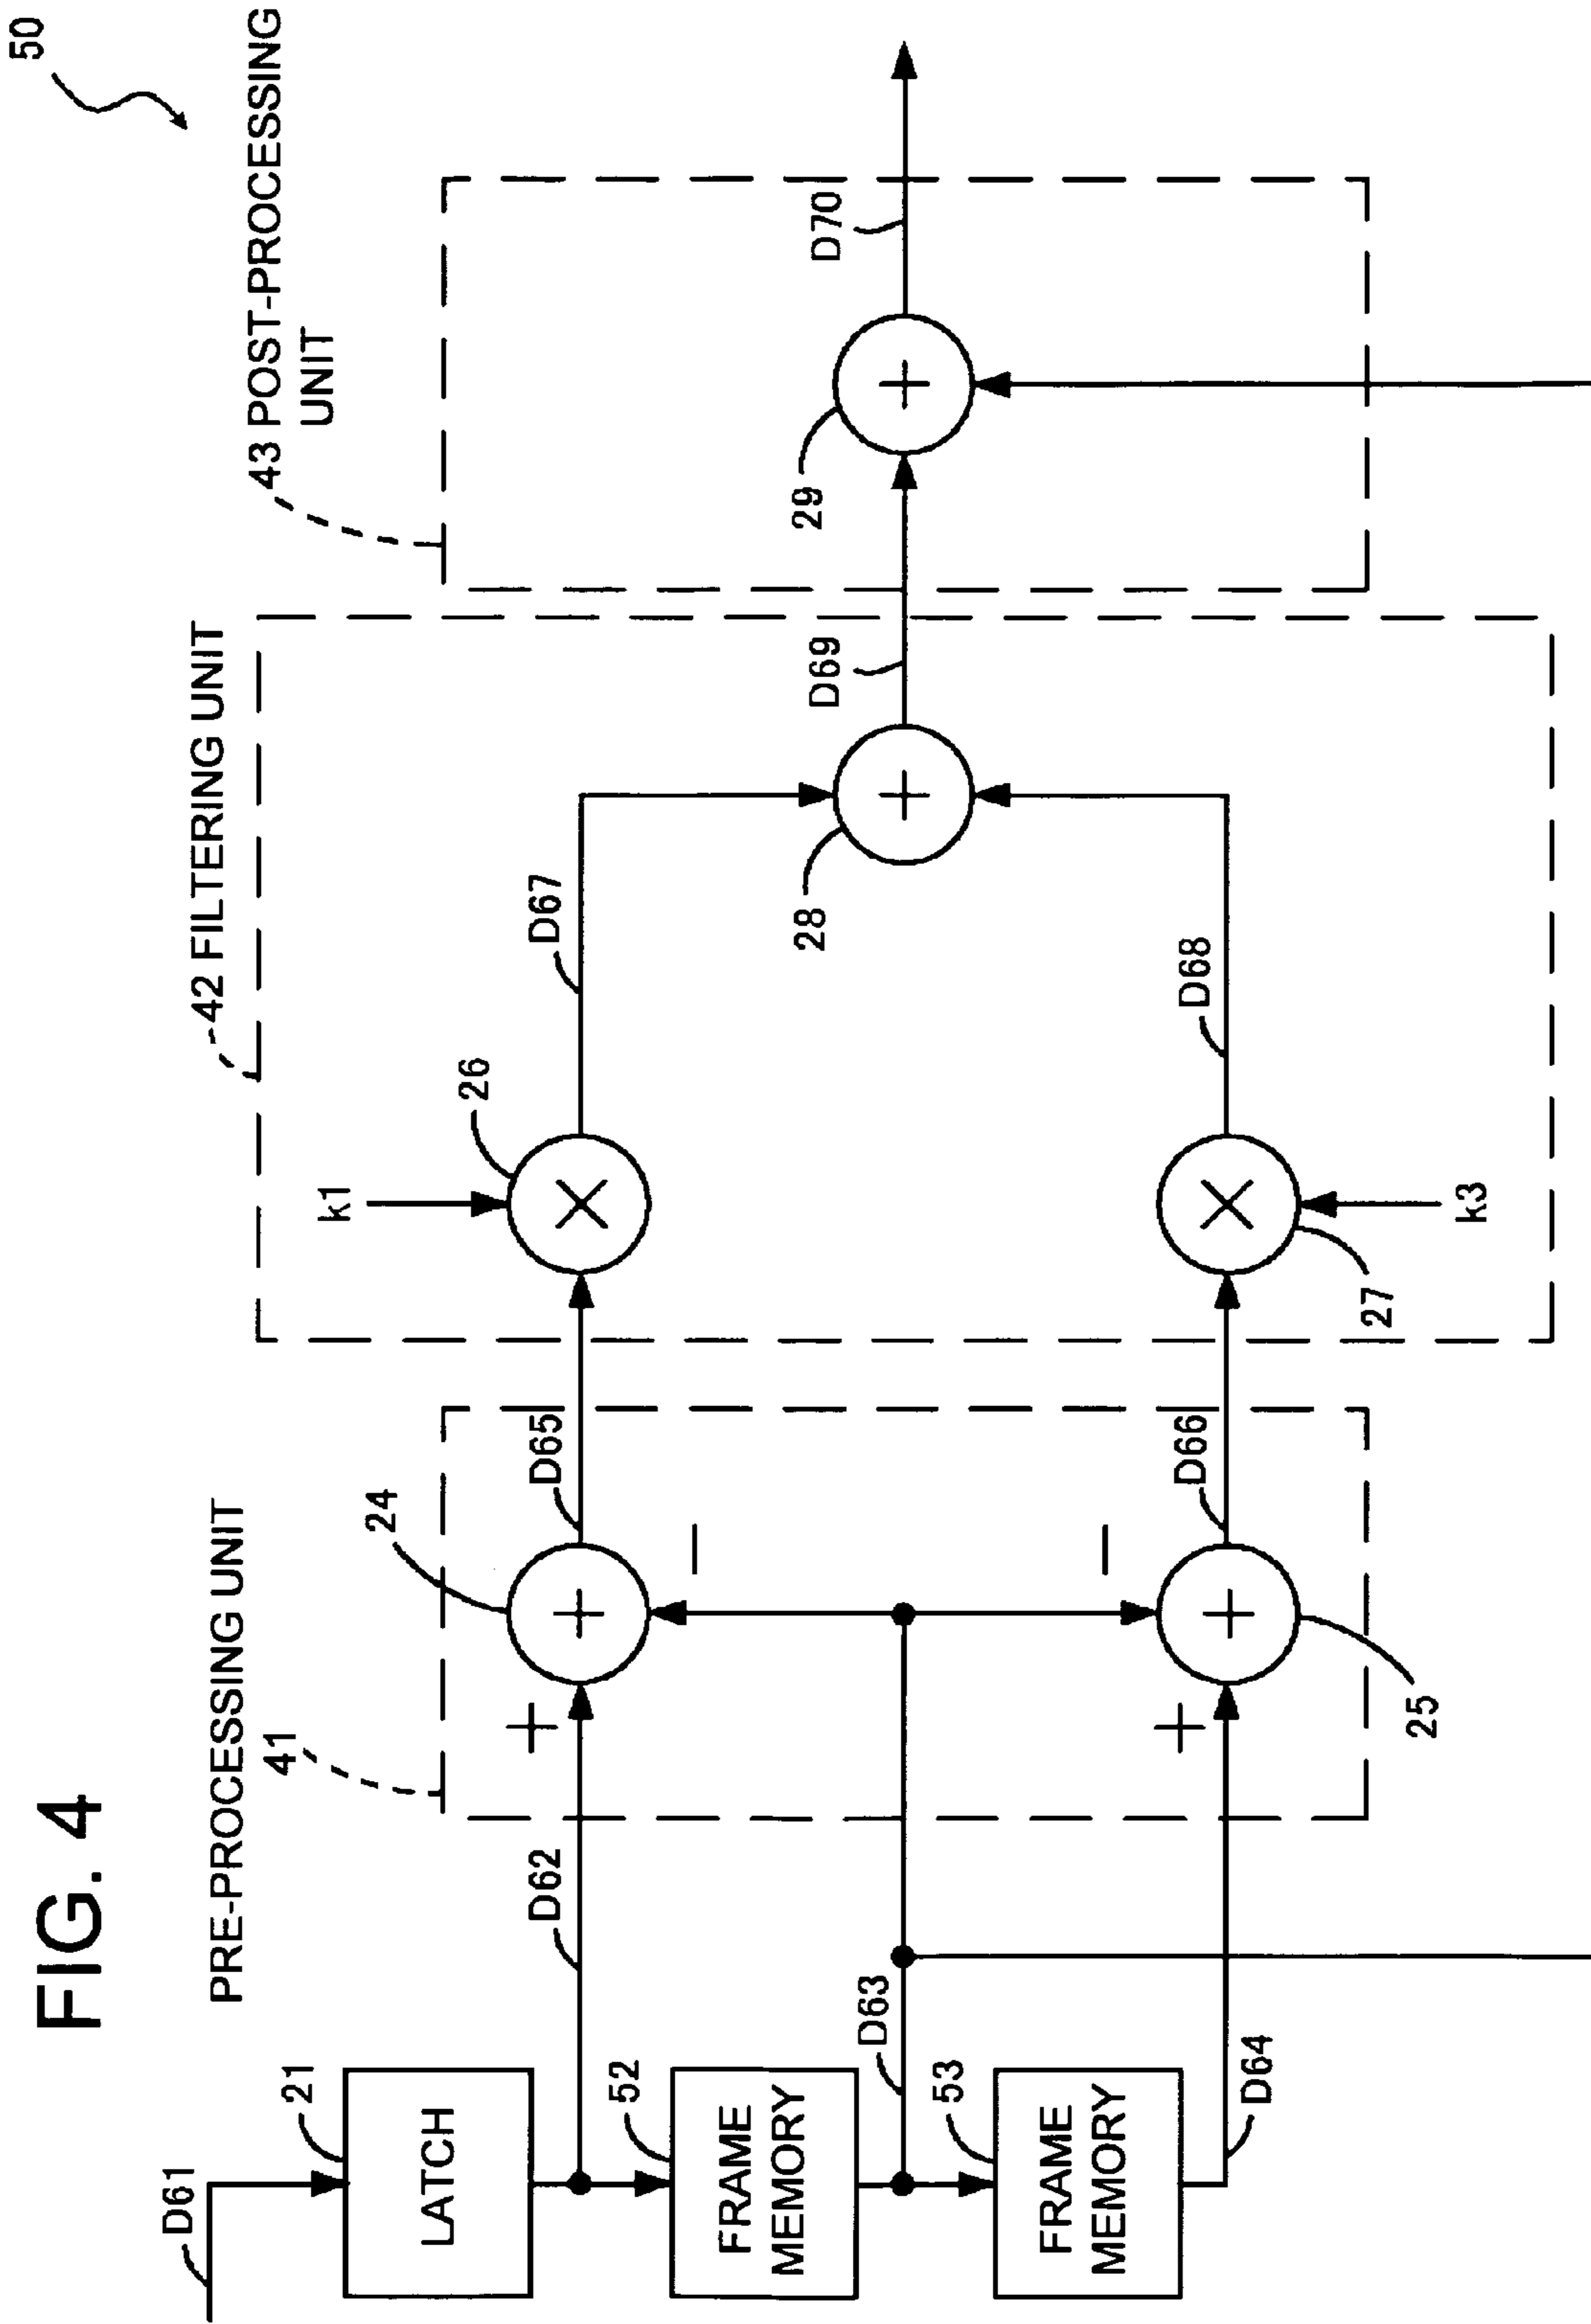 FIG. 4
50
PRE-PROCESSING UNIT
41
42 FILTERING UNIT
43 POST-PROCESSING
UNIT
D61
21
LATCH
D62
24
+
+
−
D65
k1
26
×
D67
52
FRAME
MEMORY
D63
28
+
D69
29
+
D70
53
FRAME
MEMORY
D64
+
−
+
25
D66
×
27
k3
D68